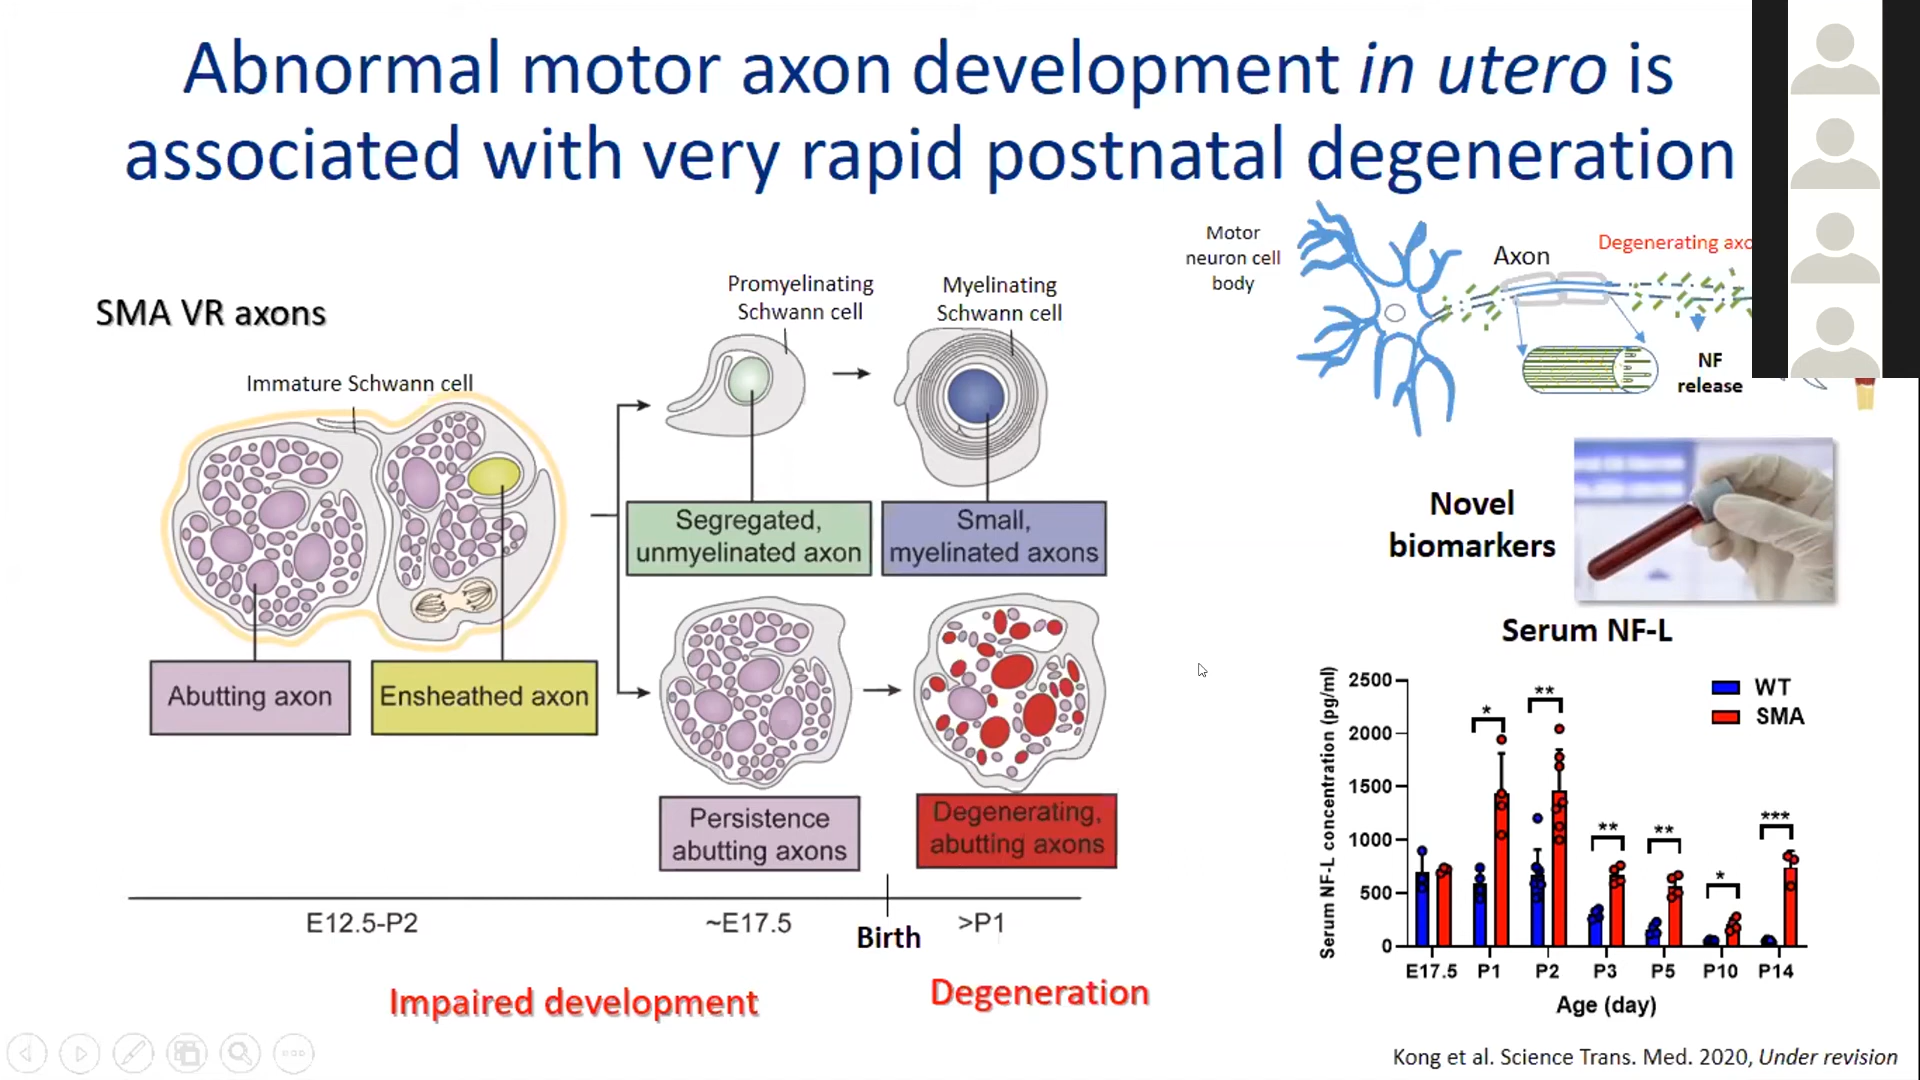 Abnormal motor axon development in utero is
associated with very rapid postnatal degeneration
SMA VR axons
Immature Schwann cell
Abutting axon
Ensheathed axon
Promyelinating
Schwann cell
Myelinating
Schwann cell
Segregated,
unmyelinated axon
Small,
myelinated axons
Persistence
abutting axons
Degenerating,
abutting axons
E12.5-P2
~E17.5
Birth
>P1
Impaired development
Degeneration
Motor
neuron cell
body
Axon
Degenerating axo
NF
release
Novel
biomarkers
Serum NF-L
Serum NF-L concentration (pg/ml)
2500
2000
1500
1000
500
0
WT
SMA
*
**
**
**
*
***
E17.5 P1 P2 P3 P5 P10 P14
Age (day)
Kong et al. Science Trans. Med. 2020, Under revision